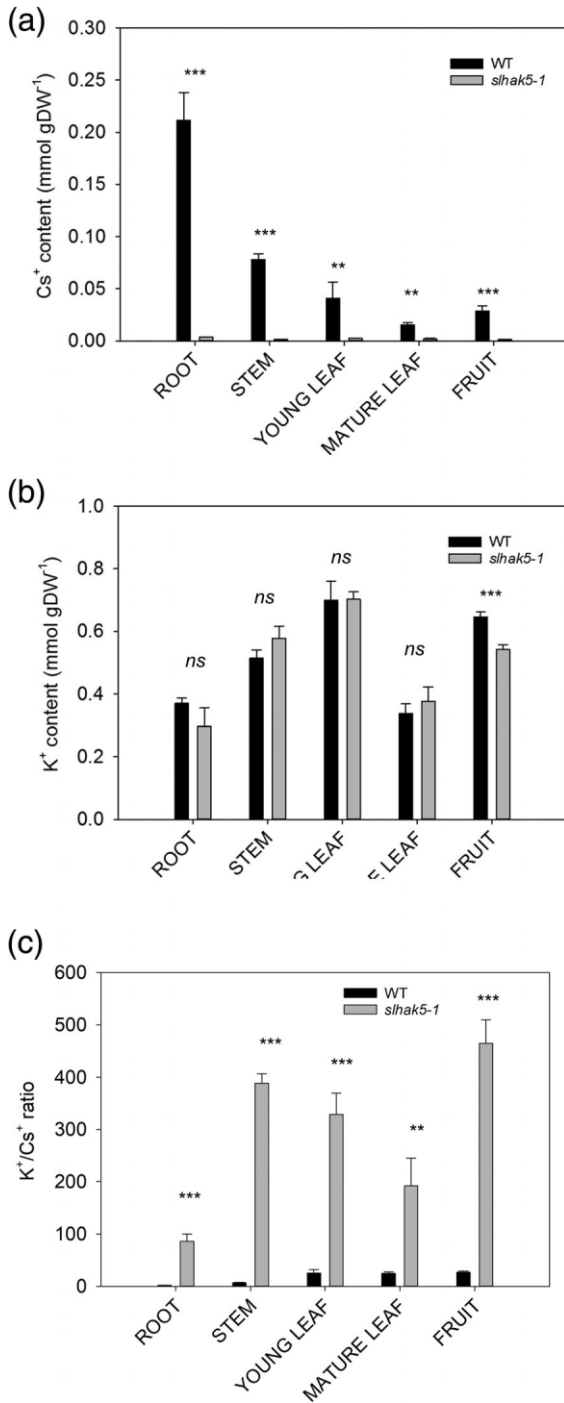 (a)
0.30
0.25
0.20
0.15
0.10
0.05
0.00
Cs⁺ content (mmol gDW⁻¹)
WT
slhak5-1
***
***
**
**
***
ROOT
STEM
YOUNG LEAF
MATURE LEAF
FRUIT
(b)
1.0
0.8
0.6
0.4
0.2
0.0
K⁺ content (mmol gDW⁻¹)
WT
slhak5-1
ns
ns
ns
ns
***
ROOT
STEM
G LEAF
E LEAF
FRUIT
(c)
600
500
400
300
200
100
0
K⁺/Cs⁺ ratio
WT
slhak5-1
***
***
***
**
***
ROOT
STEM
YOUNG LEAF
MATURE LEAF
FRUIT